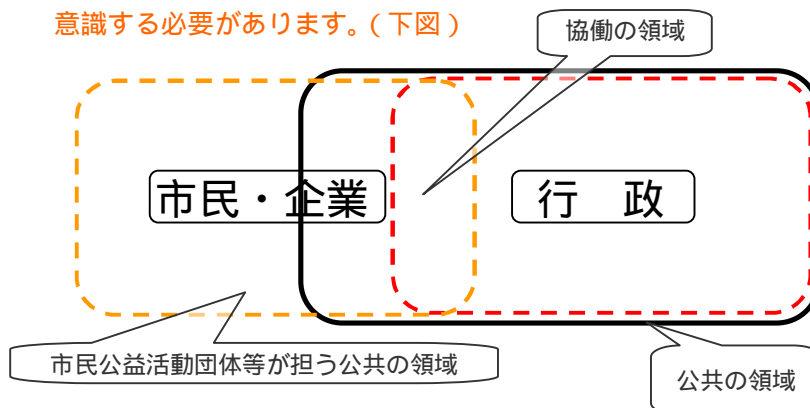 意識する必要があります。（下図）
協働の領域
市民・企業
行　政
市民公益活動団体等が担う公共の領域
公共の領域